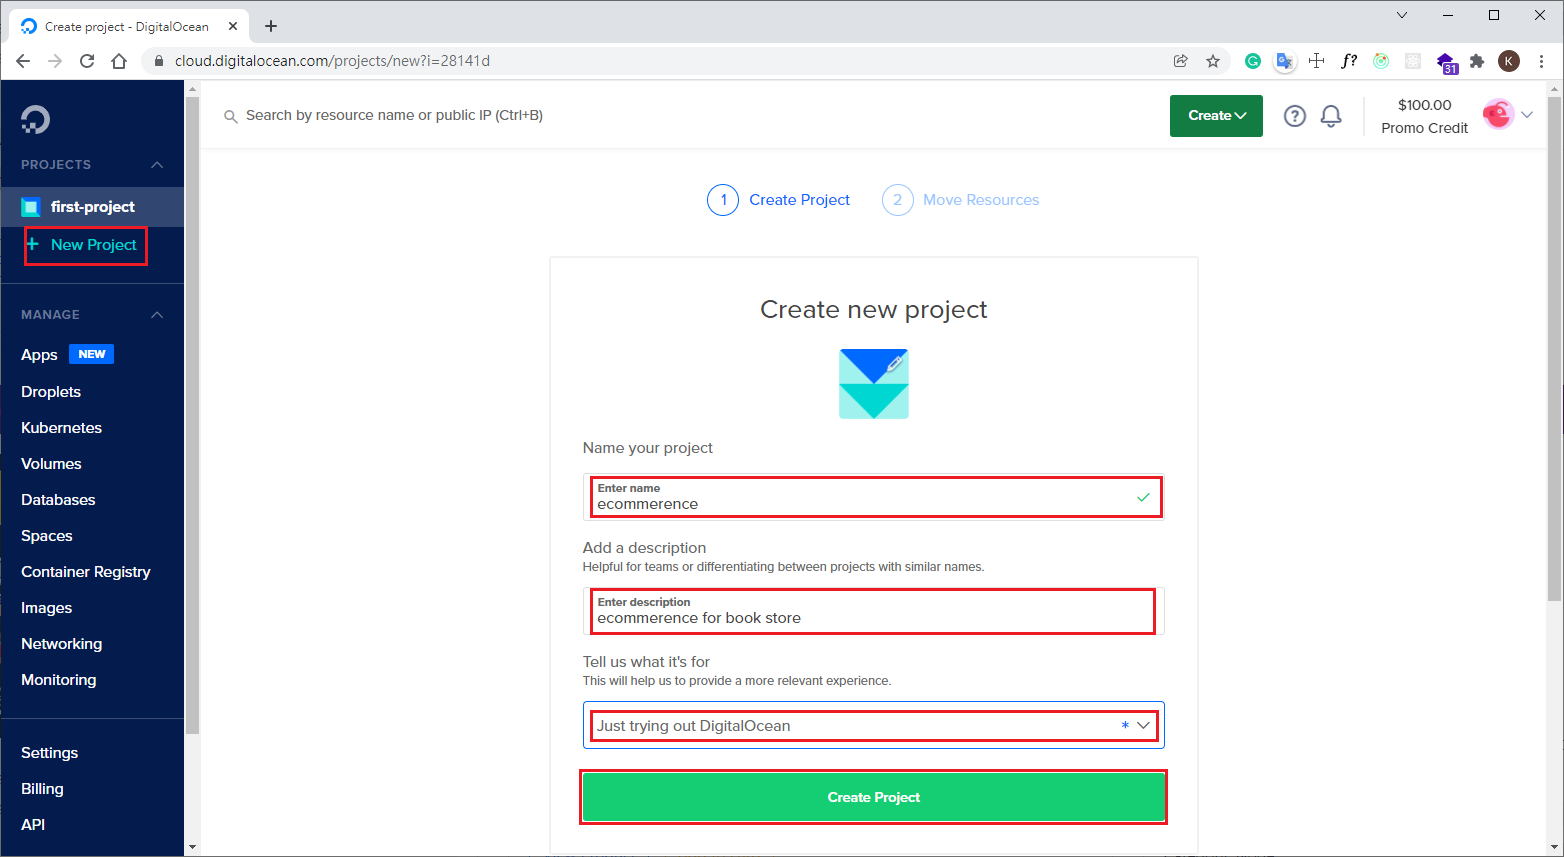 Create project - DigitalOcean
cloud.digitalocean.com/projects/new?i=28141d
f?
31
K
Search by resource name or public IP (Ctrl+B)
Create
?
$100.00
Promo Credit
PROJECTS
first-project
+ New Project
MANAGE
Apps NEW
Droplets
Kubernetes
Volumes
Databases
Spaces
Container Registry
Images
Networking
Monitoring
Settings
Billing
API
1 Create Project
2 Move Resources
Create new project
Name your project
Enter name
ecommerence
Add a description
Helpful for teams or differentiating between projects with similar names.
Enter description
ecommerence for book store
Tell us what it's for
This will help us to provide a more relevant experience.
Just trying out DigitalOcean *
Create Project